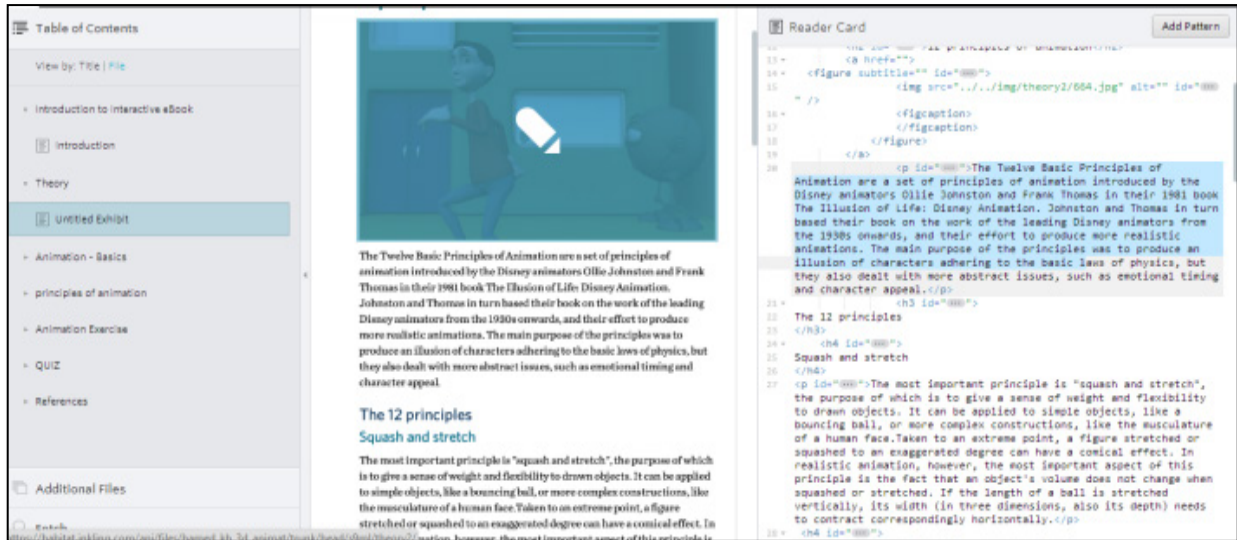 Table of Contents
View by: Title | File
Introduction to Interactive eBook
Introduction
Theory
Untitled Exhibit
Animation - Basics
principles of animation
Animation Exercise
QUIZ
References
Additional Files
The Twelve Basic Principles of Animation are a set of principles of
animation introduced by the Disney animators Ollie Johnston and Frank
Thomas in their 1981 book The Illusion of Life: Disney Animation.
Johnston and Thomas in turn based their book on the work of the leading
Disney animators from the 1930s onwards, and their effort to produce
more realistic animations. The main purpose of the principles was to
produce an illusion of characters adhering to the basic laws of physics, but
they also dealt with more abstract issues, such as emotional timing and
character appeal.
The 12 principles
Squash and stretch
The most important principle is "squash and stretch", the purpose of which
is to give a sense of weight and flexibility to drawn objects. It can be applied
to simple objects, like a bouncing ball, or more complex constructions, like
the musculature of a human face.Taken to an extreme point, a figure
stretched or squashed to an exaggerated degree can have a comical effect. In
Reader Card
Add Pattern
13 <a href="">
14 <figure subtitle="" id="
">
15 <img src="../../img/theory2/664.jpg" alt="" id="
" />
16 <figcaption>
17 </figcaption>
18 </figure>
19 </a>
20 <p id="
">The Twelve Basic Principles of
Animation are a set of principles of animation introduced by the
Disney animators Ollie Johnston and Frank Thomas in their 1981 book
The Illusion of Life: Disney Animation. Johnston and Thomas in turn
based their book on the work of the leading Disney animators from
the 1930s onwards, and their effort to produce more realistic
animations. The main purpose of the principles was to produce an
illusion of characters adhering to the basic laws of physics, but
they also dealt with more abstract issues, such as emotional timing
and character appeal.</p>
21 <h3 id="
">
22 The 12 principles
23 </h3>
24 <h4 id="
">
25 Squash and stretch
26 </h4>
27 <p id="
">The most important principle is "squash and stretch",
the purpose of which is to give a sense of weight and flexibility
to drawn objects. It can be applied to simple objects, like a
bouncing ball, or more complex constructions, like the musculature
of a human face.Taken to an extreme point, a figure stretched or
squashed to an exaggerated degree can have a comical effect. In
realistic animation, however, the most important aspect of this
principle is the fact that an object's volume does not change when
squashed or stretched. If the length of a ball is stretched
vertically, its width (in three dimensions, also its depth) needs
to contract correspondingly horizontally.</p>
28 <h4 id="
">